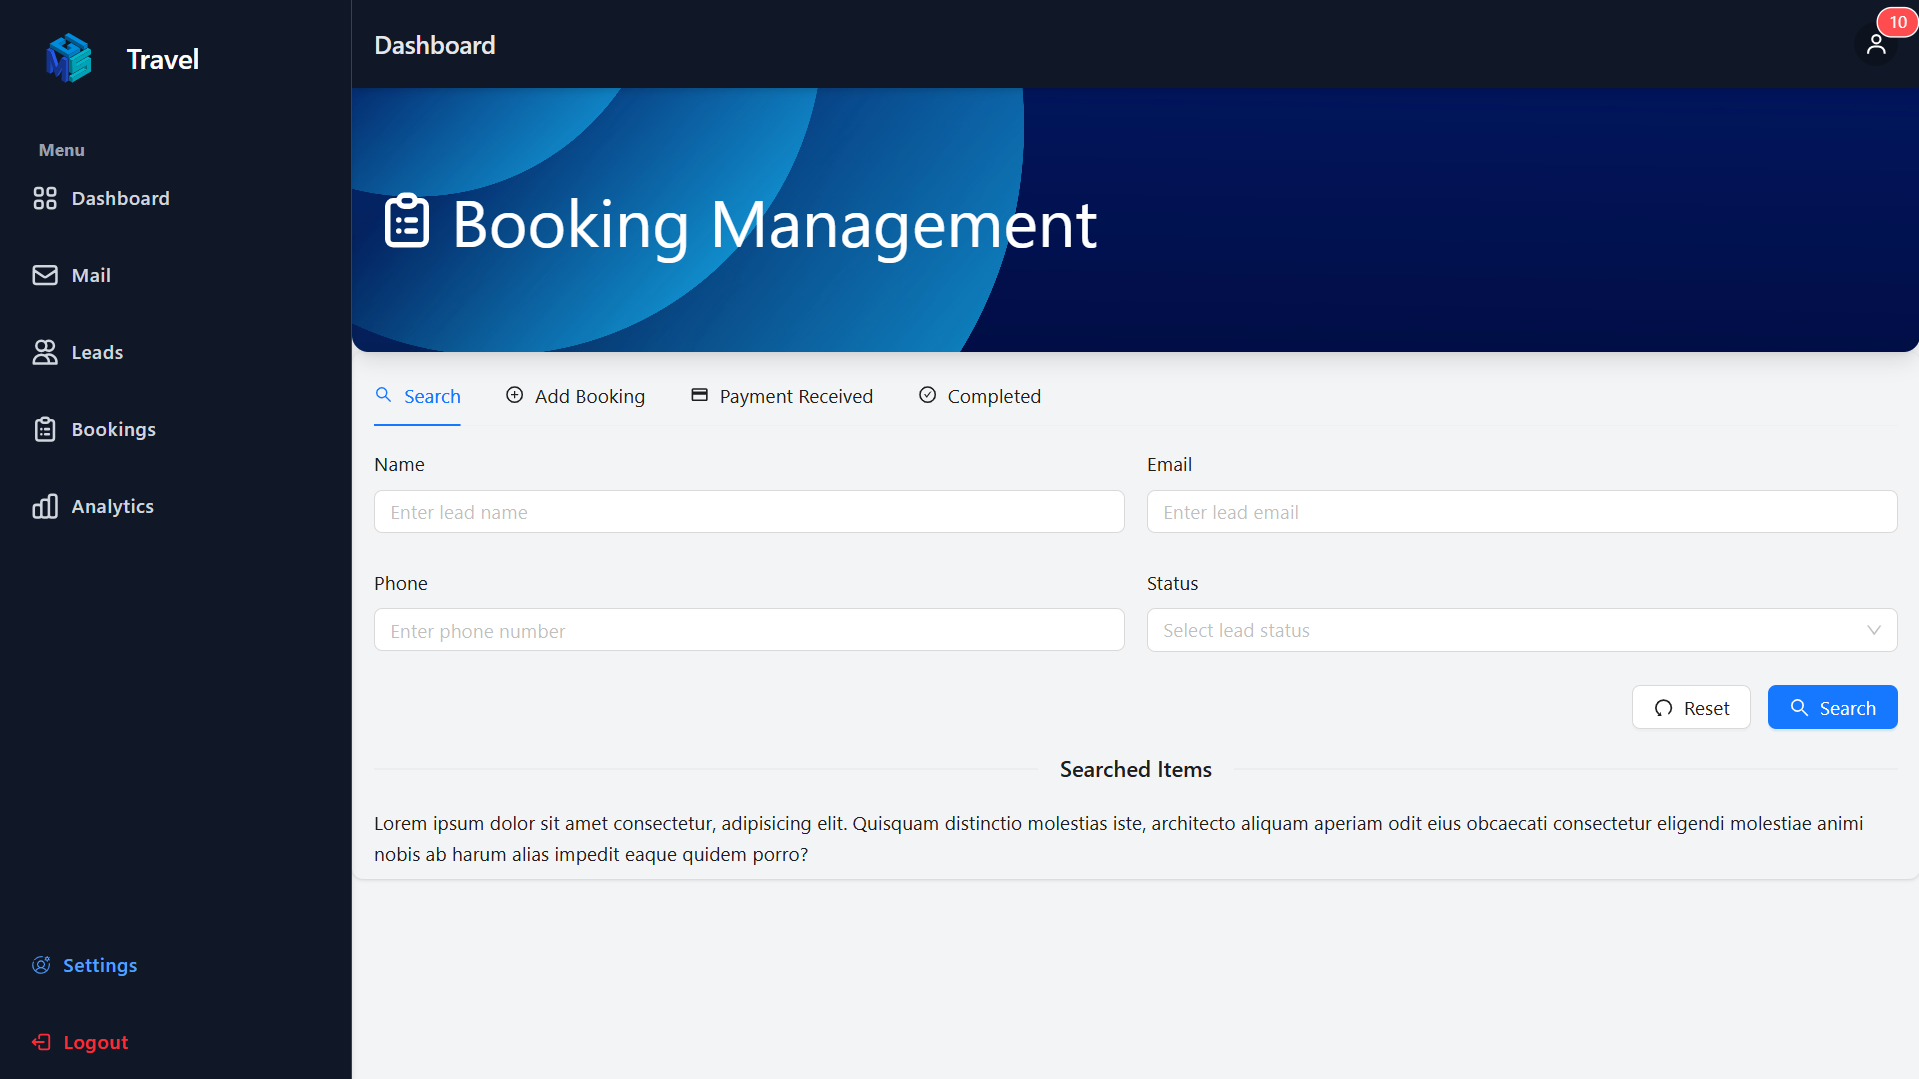 Travel
Menu
Dashboard
Mail
Leads
Bookings
Analytics
Settings
Logout
Dashboard
10
Booking Management
Search
Add Booking
Payment Received
Completed
Name
Email
Enter lead name
Enter lead email
Phone
Status
Enter phone number
Select lead status
Reset
Search
Searched Items
Lorem ipsum dolor sit amet consectetur, adipisicing elit. Quisquam distinctio molestias iste, architecto aliquam aperiam odit eius obcaecati consectetur eligendi molestiae animi
nobis ab harum alias impedit eaque quidem porro?